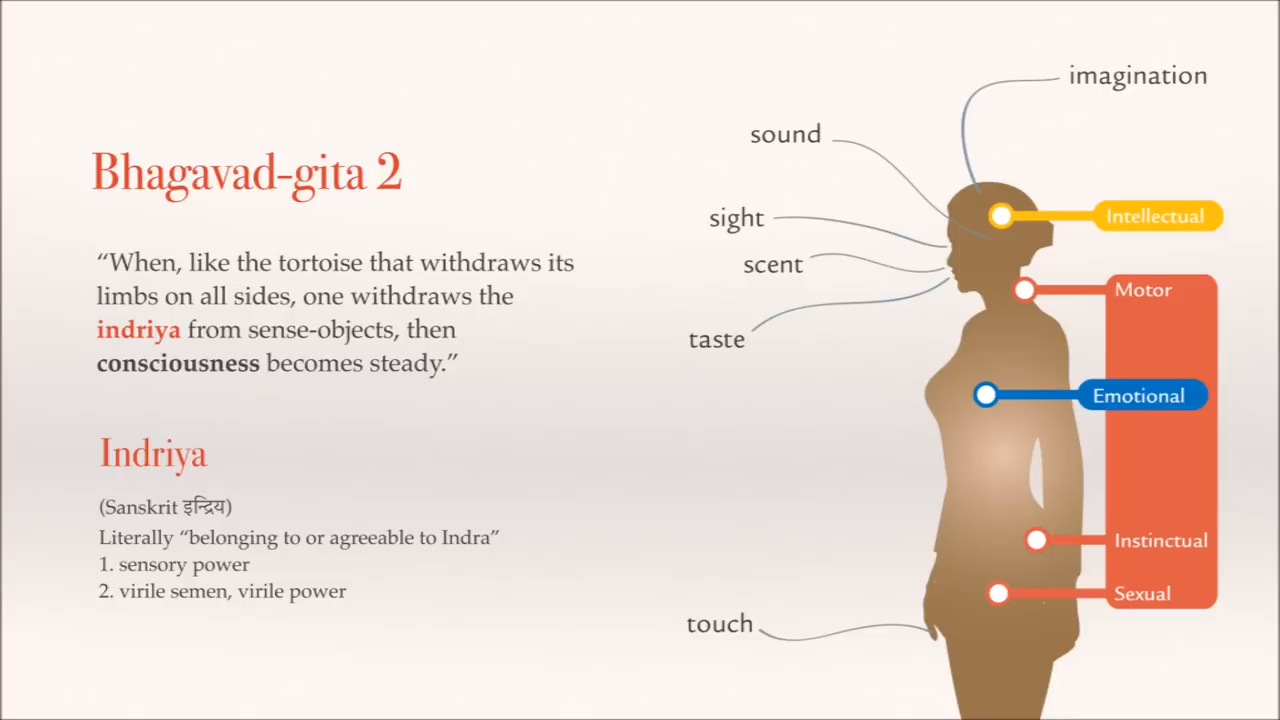 Bhagavad-gita 2
“When, like the tortoise that withdraws its
limbs on all sides, one withdraws the
indriya from sense-objects, then
consciousness becomes steady.”
Indriya
(Sanskrit इन्द्रिय)
Literally “belonging to or agreeable to Indra”
1. sensory power
2. virile semen, virile power
imagination
sound
sight
scent
taste
touch
Intellectual
Motor
Emotional
Instinctual
Sexual